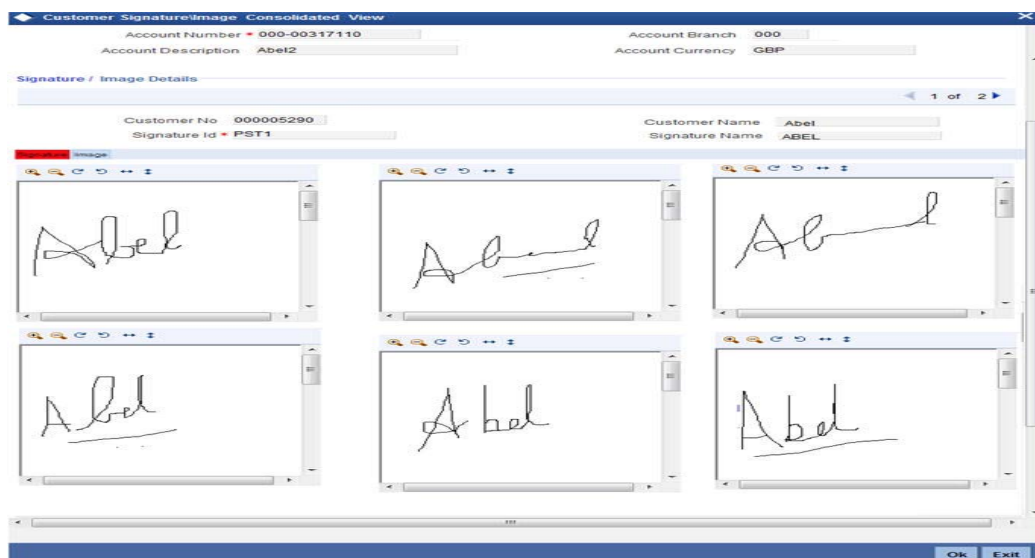 Customer Signature\Image Consolidated View
Account Number * 000-00317110 Account Branch 000
Account Description Abel2 Account Currency GBP
Signature / Image Details
1 of 2
Customer No 000005290 Customer Name Abel
Signature Id * PST1 Signature Name ABEL
Signature Image
Abel Abel Abel
Abel Abel Abel
Ok Exit